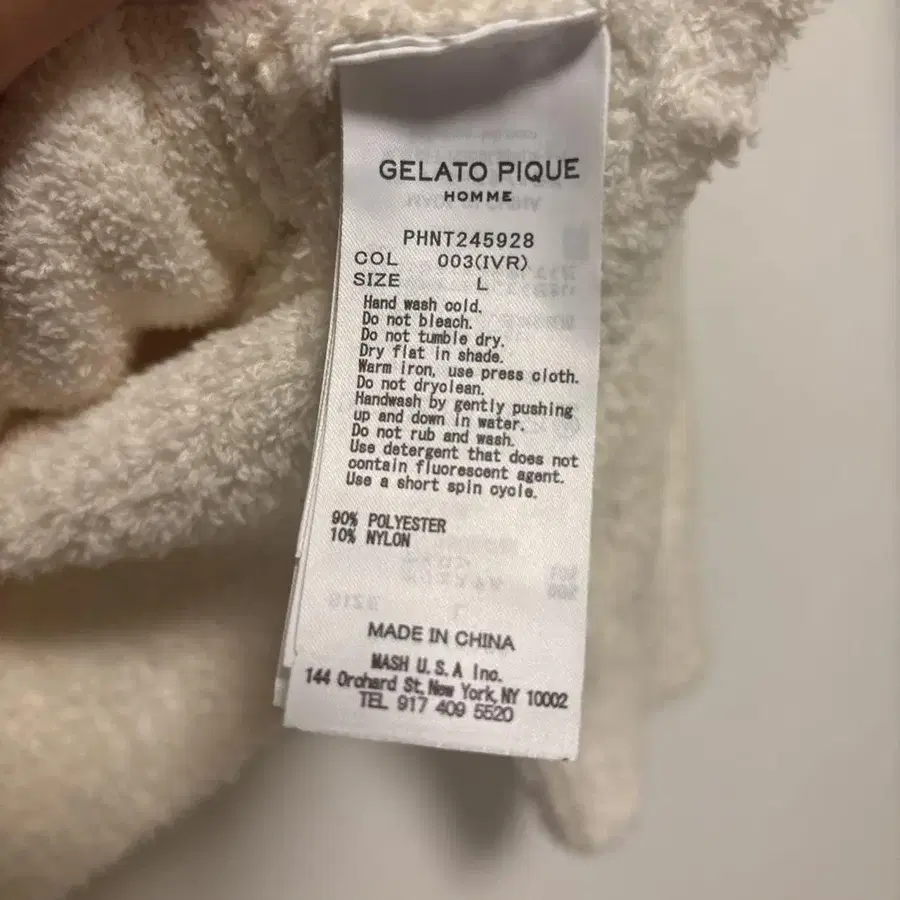 GELATO PIQUE
HOMME
PHNT245928
COL 003(IVR)
SIZE L
Hand wash cold.
Do not bleach.
Do not tumble dry.
Dry flat in shade.
Warm iron, use press cloth.
Do not dryclean.
Handwash by gently pushing
up and down in water.
Do not rub and wash.
Use detergent that does not
contain fluorescent agent.
Use a short spin cycle.
90% POLYESTER
10% NYLON
MADE IN CHINA
MASH U.S.A Inc.
144 Orchard St, New York, NY 10002
TEL 917 409 5520